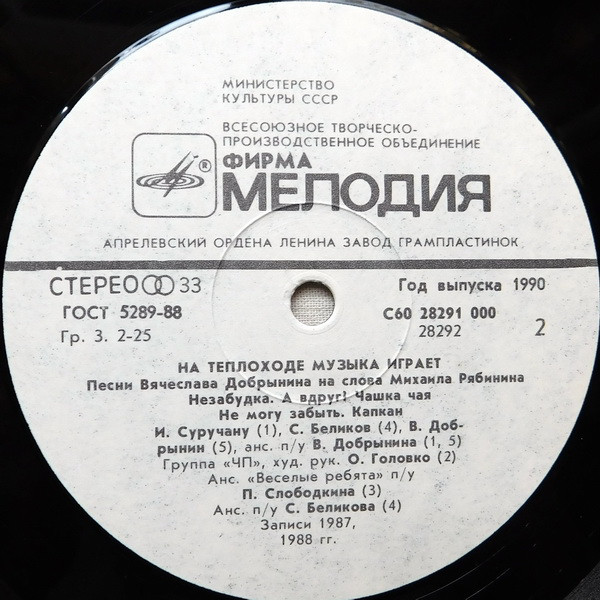 МИНИСТЕРСТВО
КУЛЬТУРЫ СССР
ВСЕСОЮЗНОЕ ТВОРЧЕСКО-
ПРОИЗВОДСТВЕННОЕ ОБЪЕДИНЕНИЕ
®
ФИРМА
МЕЛОДИЯ
АПРЕЛЕВСКИЙ ОРДЕНА ЛЕНИНА ЗАВОД ГРАМПЛАСТИНОК
СТЕРЕО 33
Год выпуска 1990
ГОСТ 5289-88
С60 28291 000
Гр. 3. 2-25
28292
2
НА ТЕПЛОХОДЕ МУЗЫКА ИГРАЕТ
Песни Вячеслава Добрынина на слова Михаила Рябинина
Незабудка. А вдруг! Чашка чая
Не могу забыть. Капкан
И. Суручану (1), С. Беликов (4), В. Доб-
рынин (5), анс. п/у В. Добрынина (1, 5)
Группа «ЧП», худ. рук. О. Головко (2)
Анс. «Веселые ребята» п/у
П. Слободкина (3)
Анс. п/у С. Беликова (4)
Записи 1987,
1988 гг.